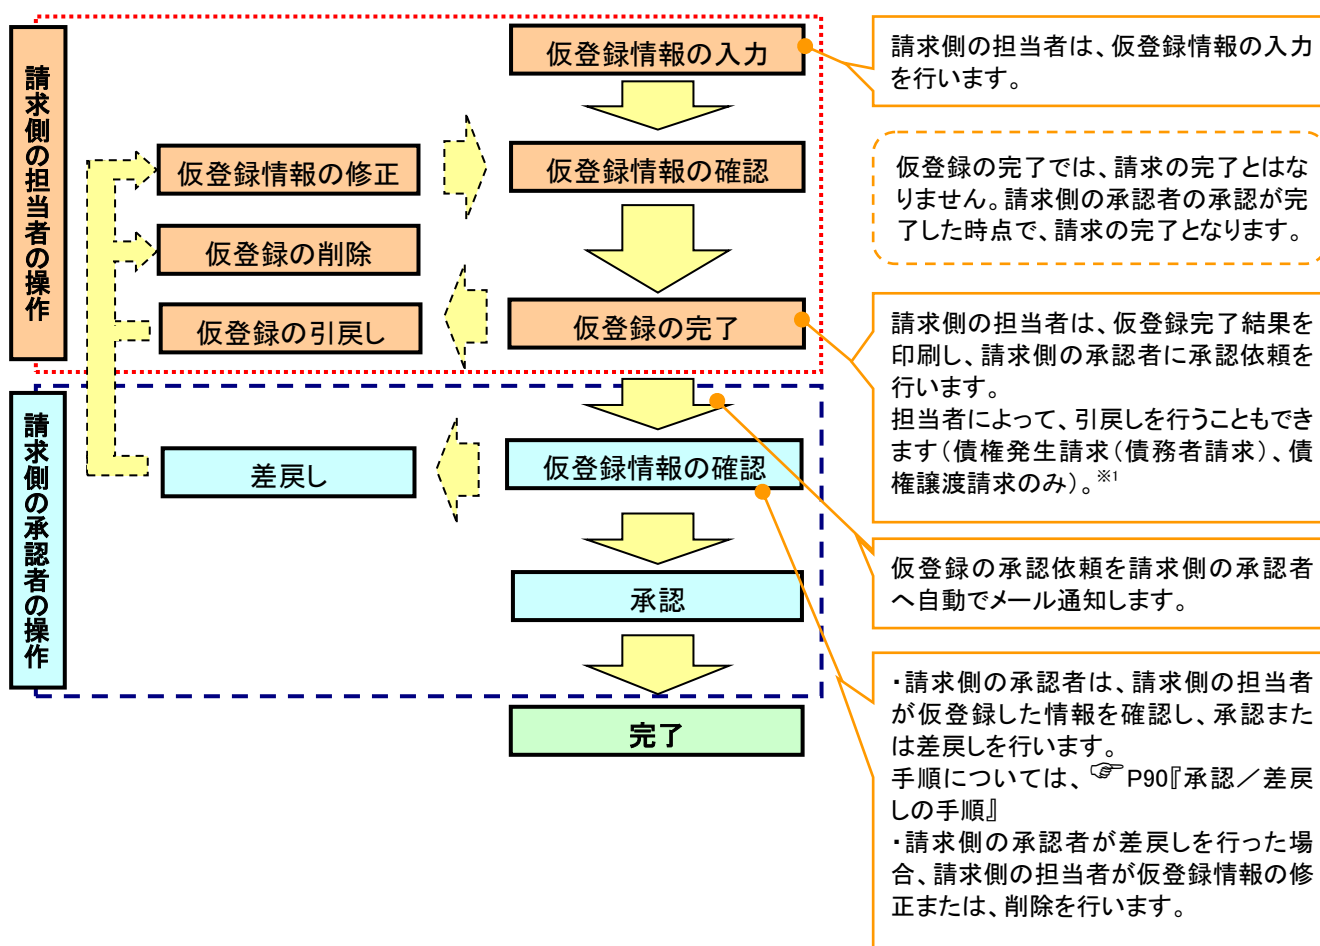 請求側の担当者の操作
仮登録情報の入力
仮登録情報の修正
仮登録情報の確認
仮登録の削除
仮登録の引戻し
仮登録の完了
請求側の承認者の操作
差戻し
仮登録情報の確認
承認
完了
請求側の担当者は、仮登録情報の入力
を行います。
仮登録の完了では、請求の完了とはな
りません。請求側の承認者の承認が完
了した時点で、請求の完了となります。
請求側の担当者は、仮登録完了結果を
印刷し、請求側の承認者に承認依頼を
行います。
担当者によって、引戻しを行うこともでき
ます(債権発生請求(債務者請求)、債
権譲渡請求のみ)。※1
仮登録の承認依頼を請求側の承認者
へ自動でメール通知します。
・請求側の承認者は、請求側の担当者
が仮登録した情報を確認し、承認また
は差戻しを行います。
手順については、☞P90『承認／差戻
しの手順』
・請求側の承認者が差戻しを行った場
合、請求側の担当者が仮登録情報の修
正または、削除を行います。